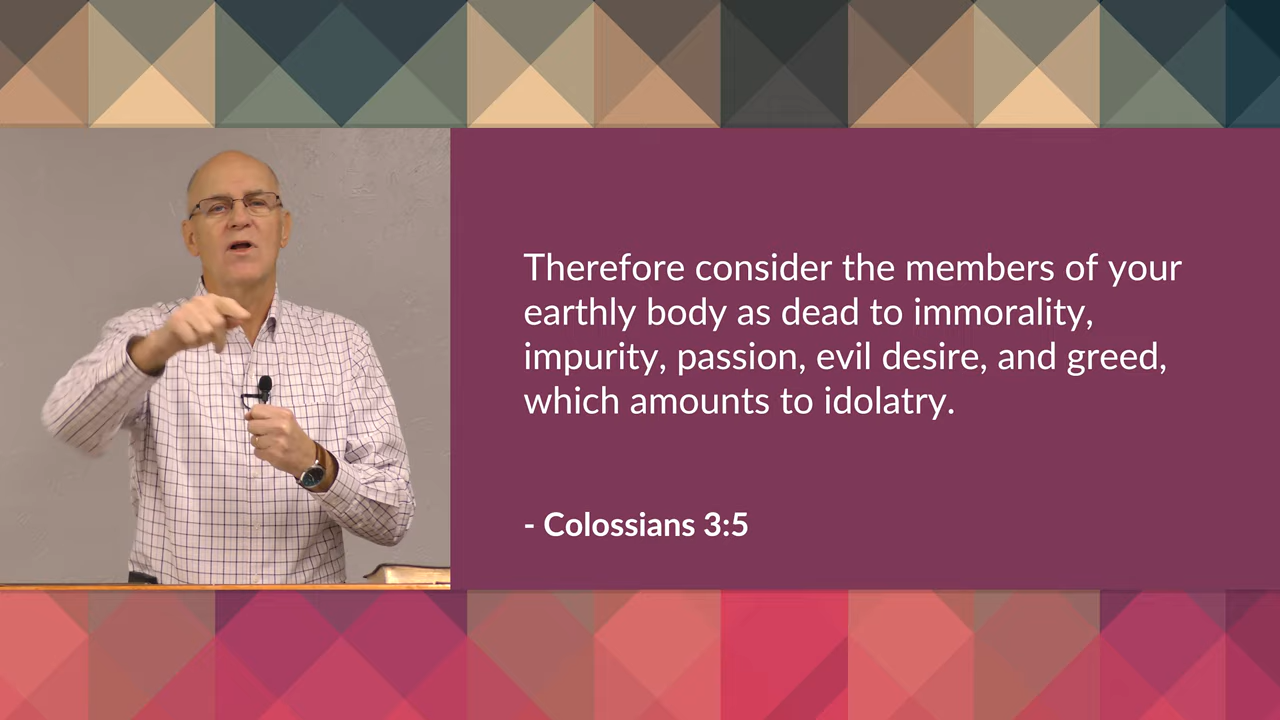 Therefore consider the members of your
earthly body as dead to immorality,
impurity, passion, evil desire, and greed,
which amounts to idolatry.
- Colossians 3:5